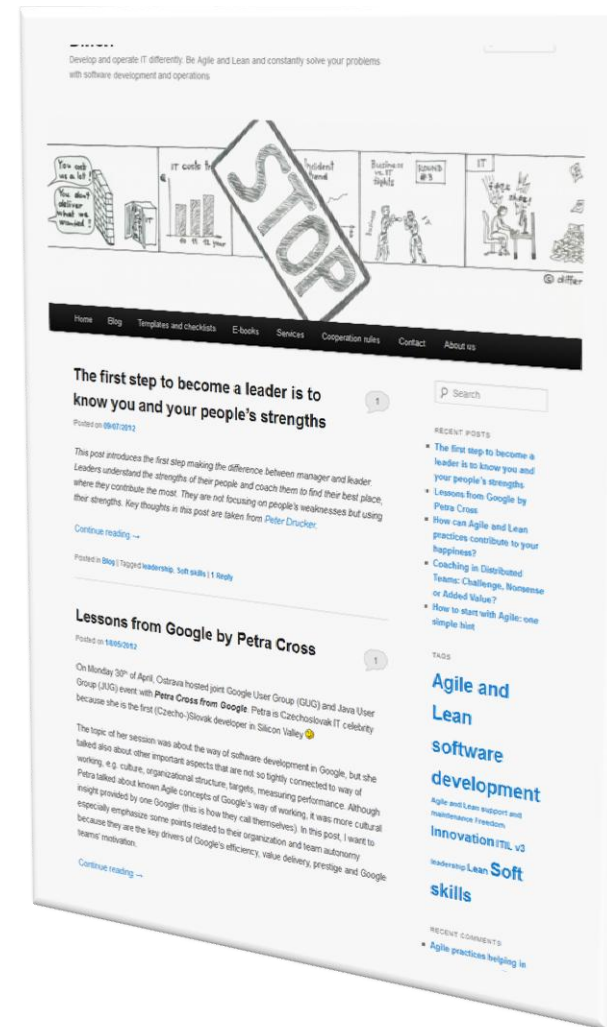 Develop and operate IT differently. Be Agile and Lean and constantly solve your problems
with software development and operations
You ask
us a lot!
You don't
deliver
what we
wanted!
IT
IT costs
€
10 11 12 year
STOP
Business
vs. IT
fights
ROUND
#3
IT
© differ
Home Blog Templates and checklists E-books Services Cooperation rules Contact About us
The first step to become a leader is to
know you and your people's strengths
1
Posted on 09/07/2012
This post introduces the first step making the difference between manager and leader.
Leaders understand the strengths of their people and coach them to find their best place,
where they contribute the most. They are not focusing on people's weaknesses but using
their strengths. Key thoughts in this post are taken from Peter Drucker.
Continue reading →
Posted in Blog | Tagged leadership, Soft skills | 1 Reply
Lessons from Google by Petra Cross
1
Posted on 18/05/2012
On Monday 30th of April, Ostrava hosted joint Google User Group (GUG) and Java User
Group (JUG) event with Petra Cross from Google. Petra is Czechoslovak IT celebrity
because she is the first (Czecho-)Slovak developer in Silicon Valley
The topic of her session was about the way of software development in Google, but she
talked also about other important aspects that are not so tightly connected to way of
working, e.g. culture, organizational structure, targets, measuring performance. Although
Petra talked about known Agile concepts of Google's way of working, it was more cultural
insight provided by one Googler (this is how they call themselves). In this post, I want to
especially emphasize some points related to their organization and team autonomy
because they are the key drivers of Google's efficiency, value delivery, prestige and Google
teams' motivation.
Continue reading →
Search
RECENT POSTS
The first step to become a
leader is to know you and
your people's strengths
Lessons from Google by
Petra Cross
How can Agile and Lean
practices contribute to your
happiness?
Coaching in Distributed
Teams: Challenge, Nonsense
or Added Value?
How to start with Agile: one
simple hint
TAGS
Agile and
Lean
software
development
Agile and Lean support and
maintenance Freedom
Innovation ITIL v3
leadership Lean Soft
skills
RECENT COMMENTS
Agile practices helping in